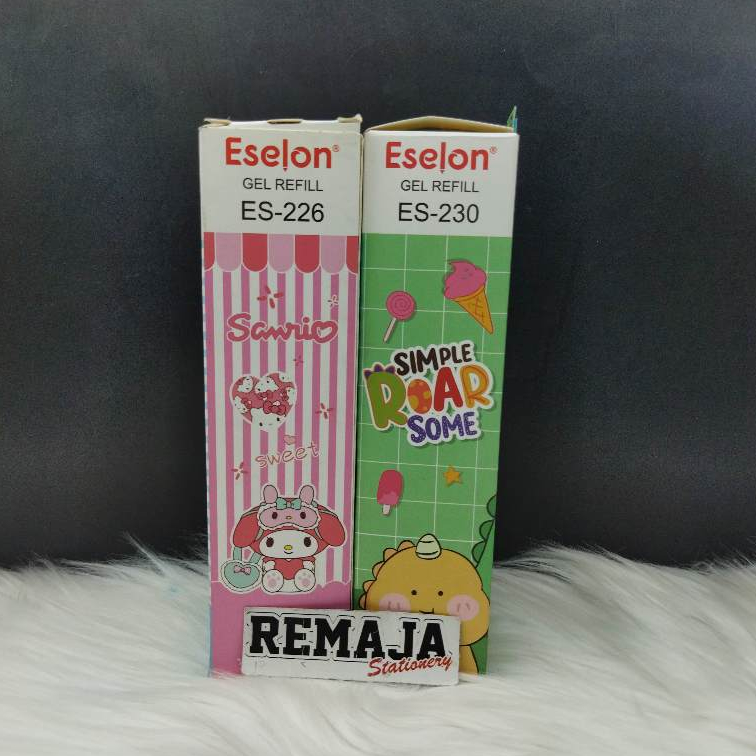 Eselon®
GEL REFILL
ES-226
Sanrio
sweet
Eselon®
GEL REFILL
ES-230
SIMPLE
ROAR
SOME
REMAJA
Stationery